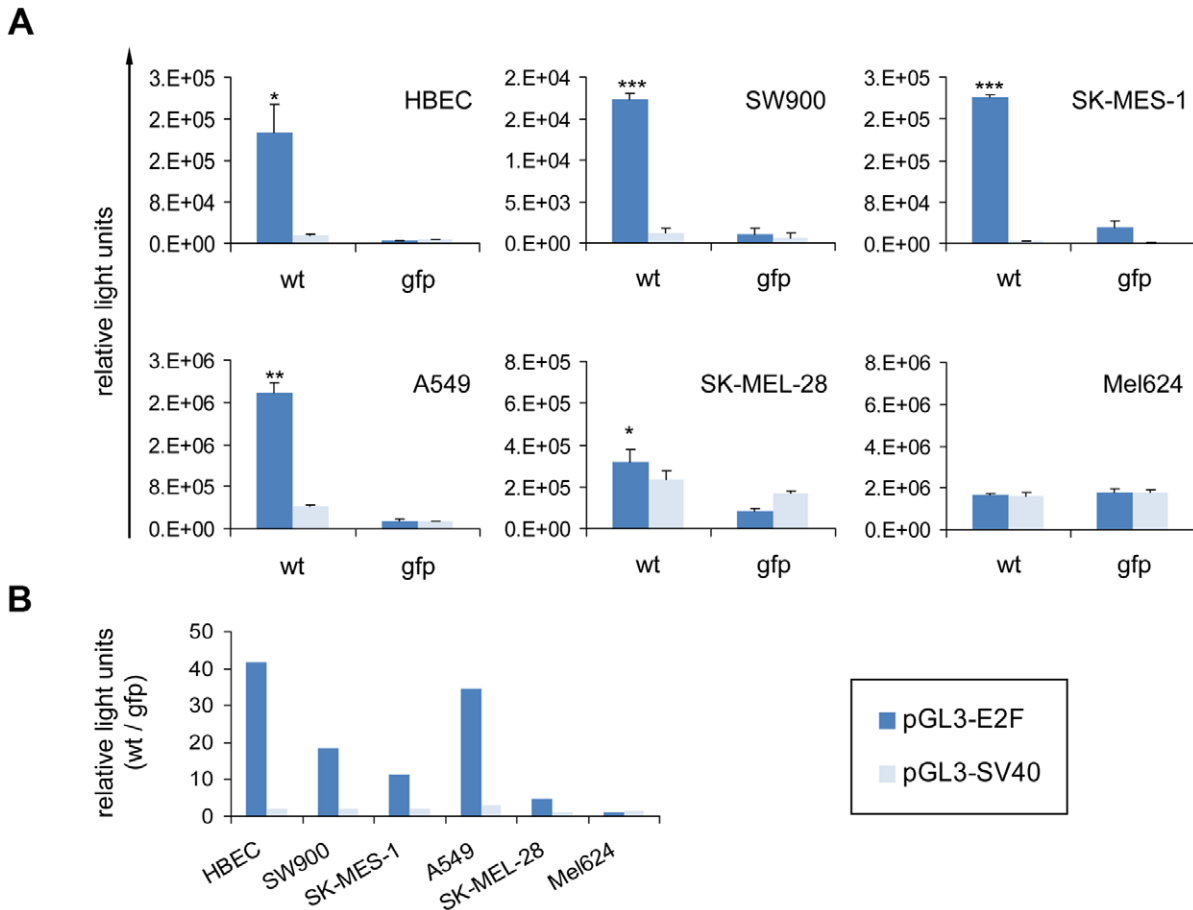 A
relative light units
3.E+05
2.E+05
2.E+05
8.E+04
0.E+00
*
HBEC
wt gfp
2.E+04
2.E+04
1.E+04
5.E+03
0.E+00
***
SW900
wt gfp
3.E+05
2.E+05
2.E+05
8.E+04
0.E+00
***
SK-MES-1
wt gfp
3.E+06
2.E+06
2.E+06
8.E+05
0.E+00
**
A549
wt gfp
8.E+05
6.E+05
4.E+05
2.E+05
0.E+00
*
SK-MEL-28
wt gfp
8.E+06
6.E+06
4.E+06
2.E+06
0.E+00
Mel624
wt gfp
B
relative light units
(wt / gfp)
50
40
30
20
10
0
HBEC
SW900
SK-MES-1
A549
SK-MEL-28
Mel624
pGL3-E2F
pGL3-SV40